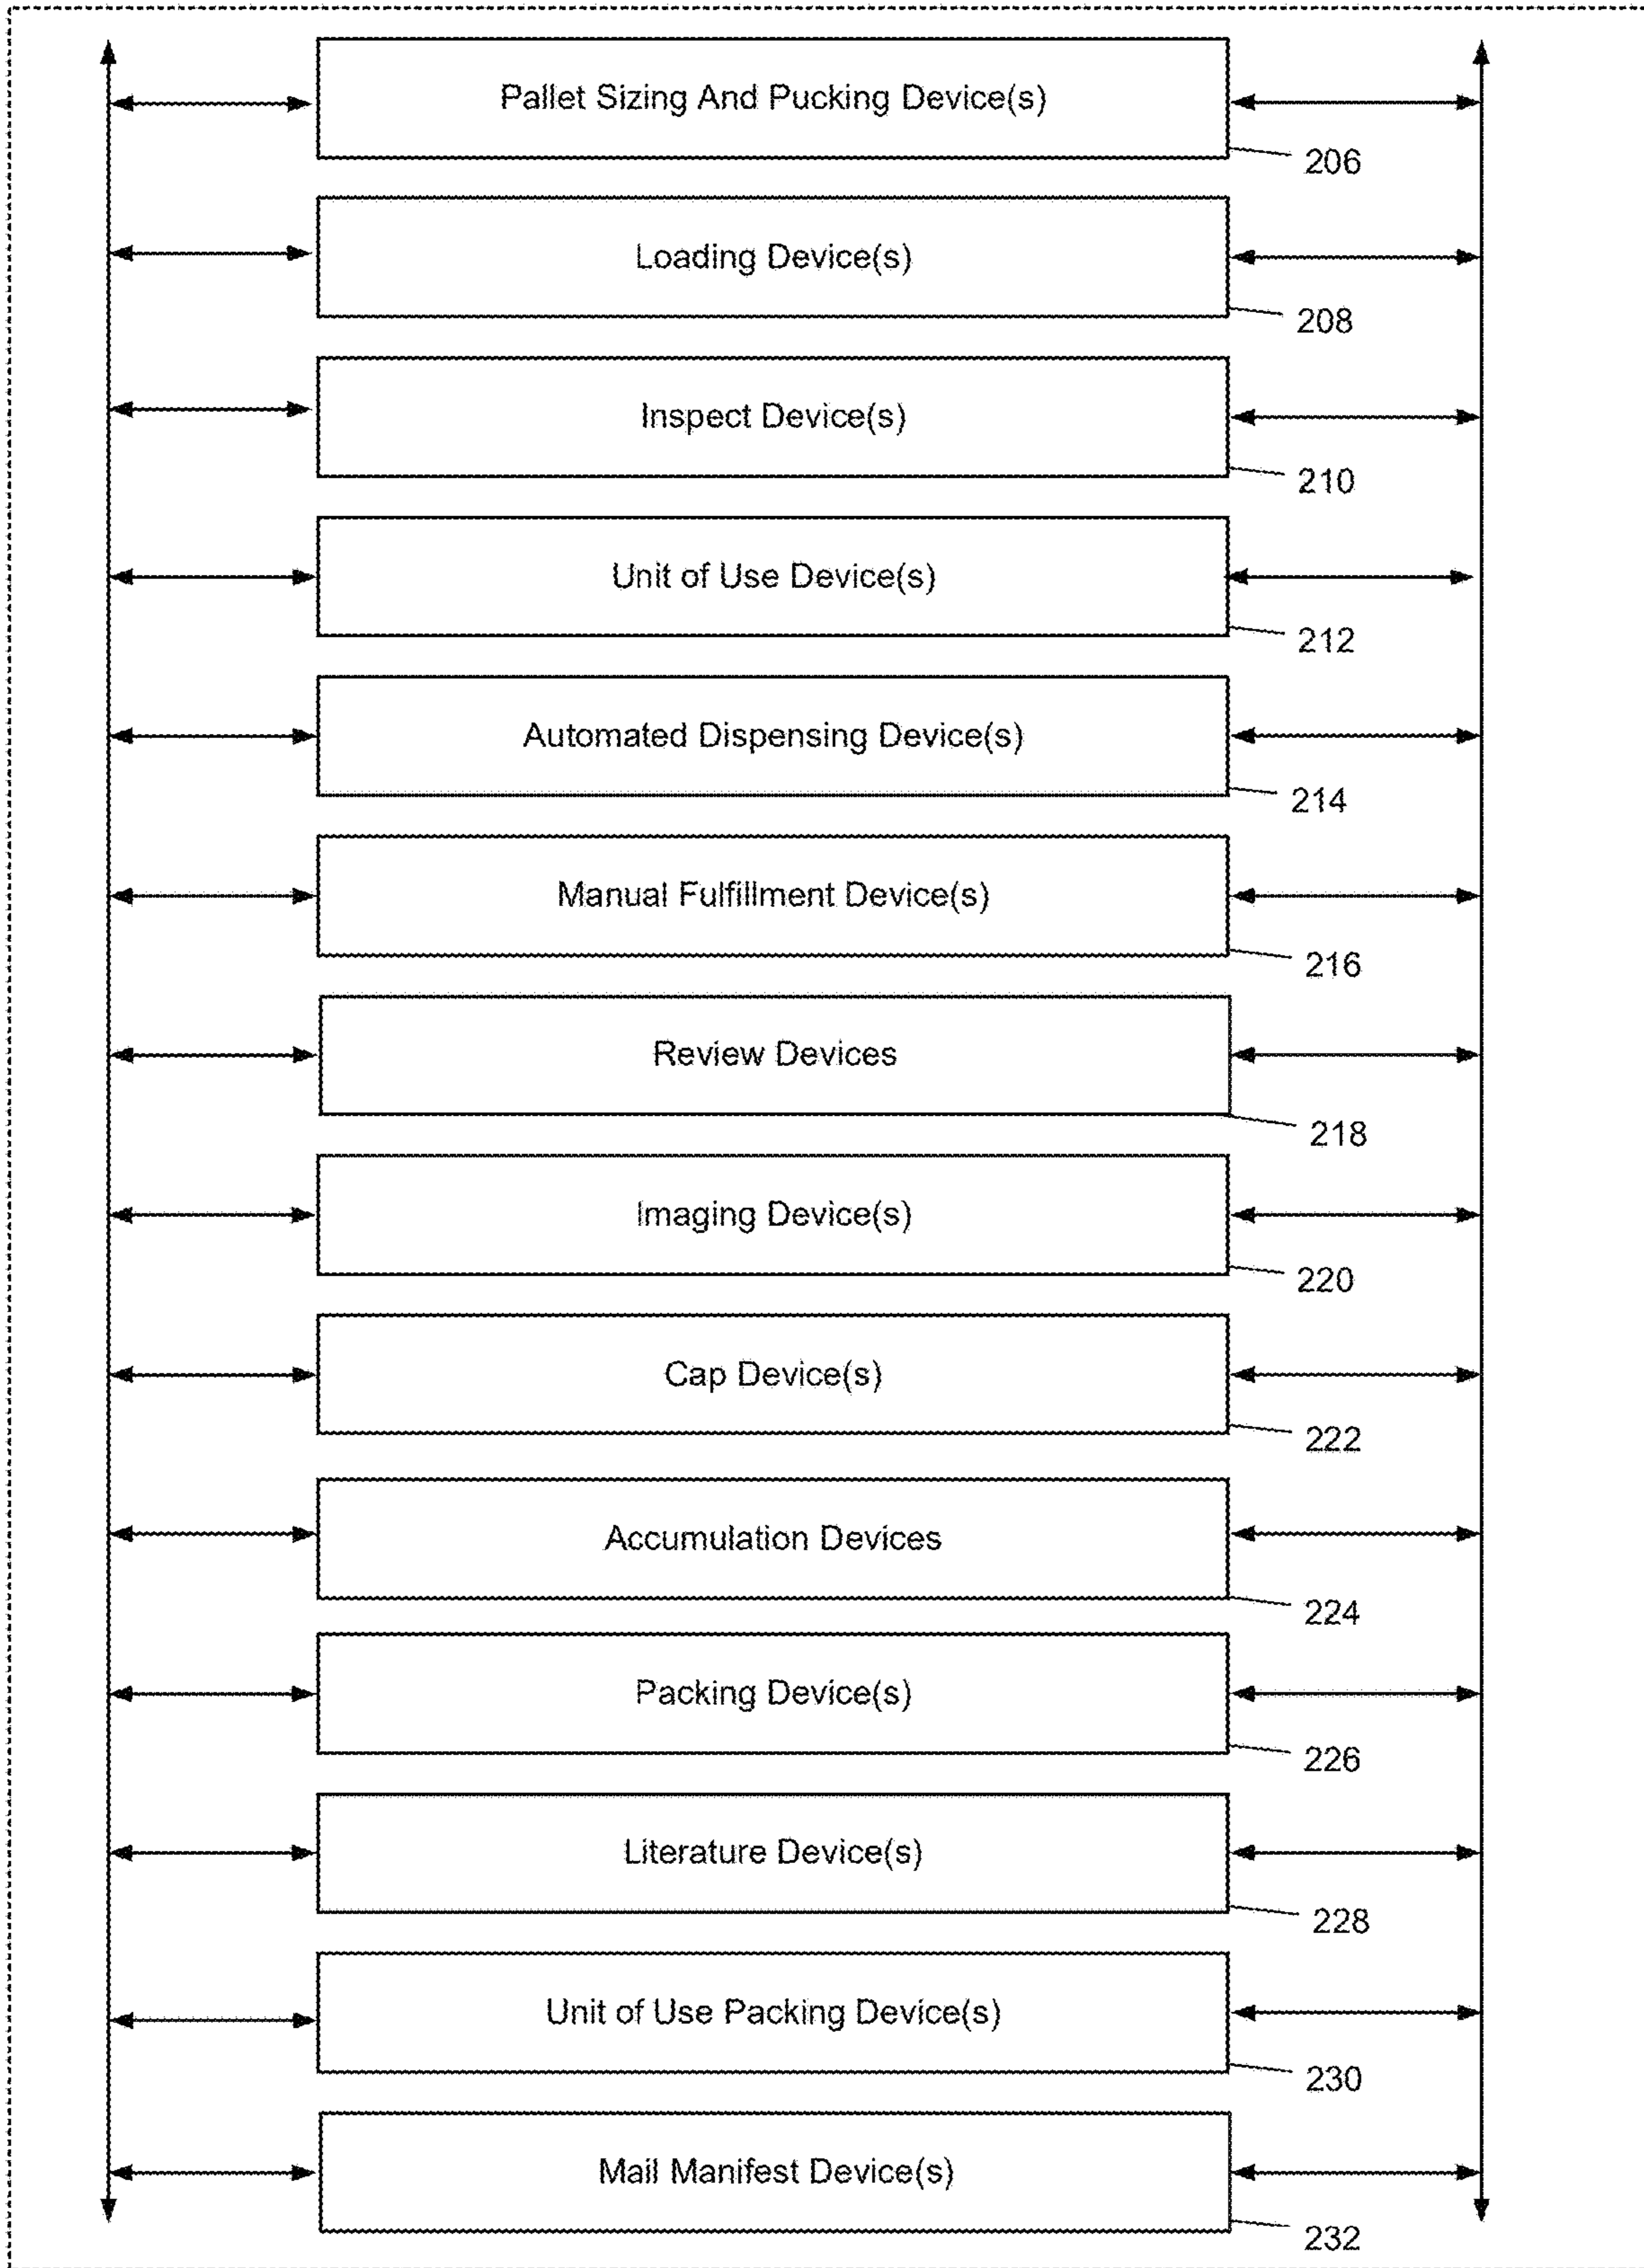 Pallet Sizing And Pucking Device(s)
206
Loading Device(s)
208
Inspect Device(s)
210
Unit of Use Device(s)
212
Automated Dispensing Device(s)
214
Manual Fulfillment Device(s)
216
Review Devices
218
Imaging Device(s)
220
Cap Device(s)
222
Accumulation Devices
224
Packing Device(s)
226
Literature Device(s)
228
Unit of Use Packing Device(s)
230
Mail Manifest Device(s)
232